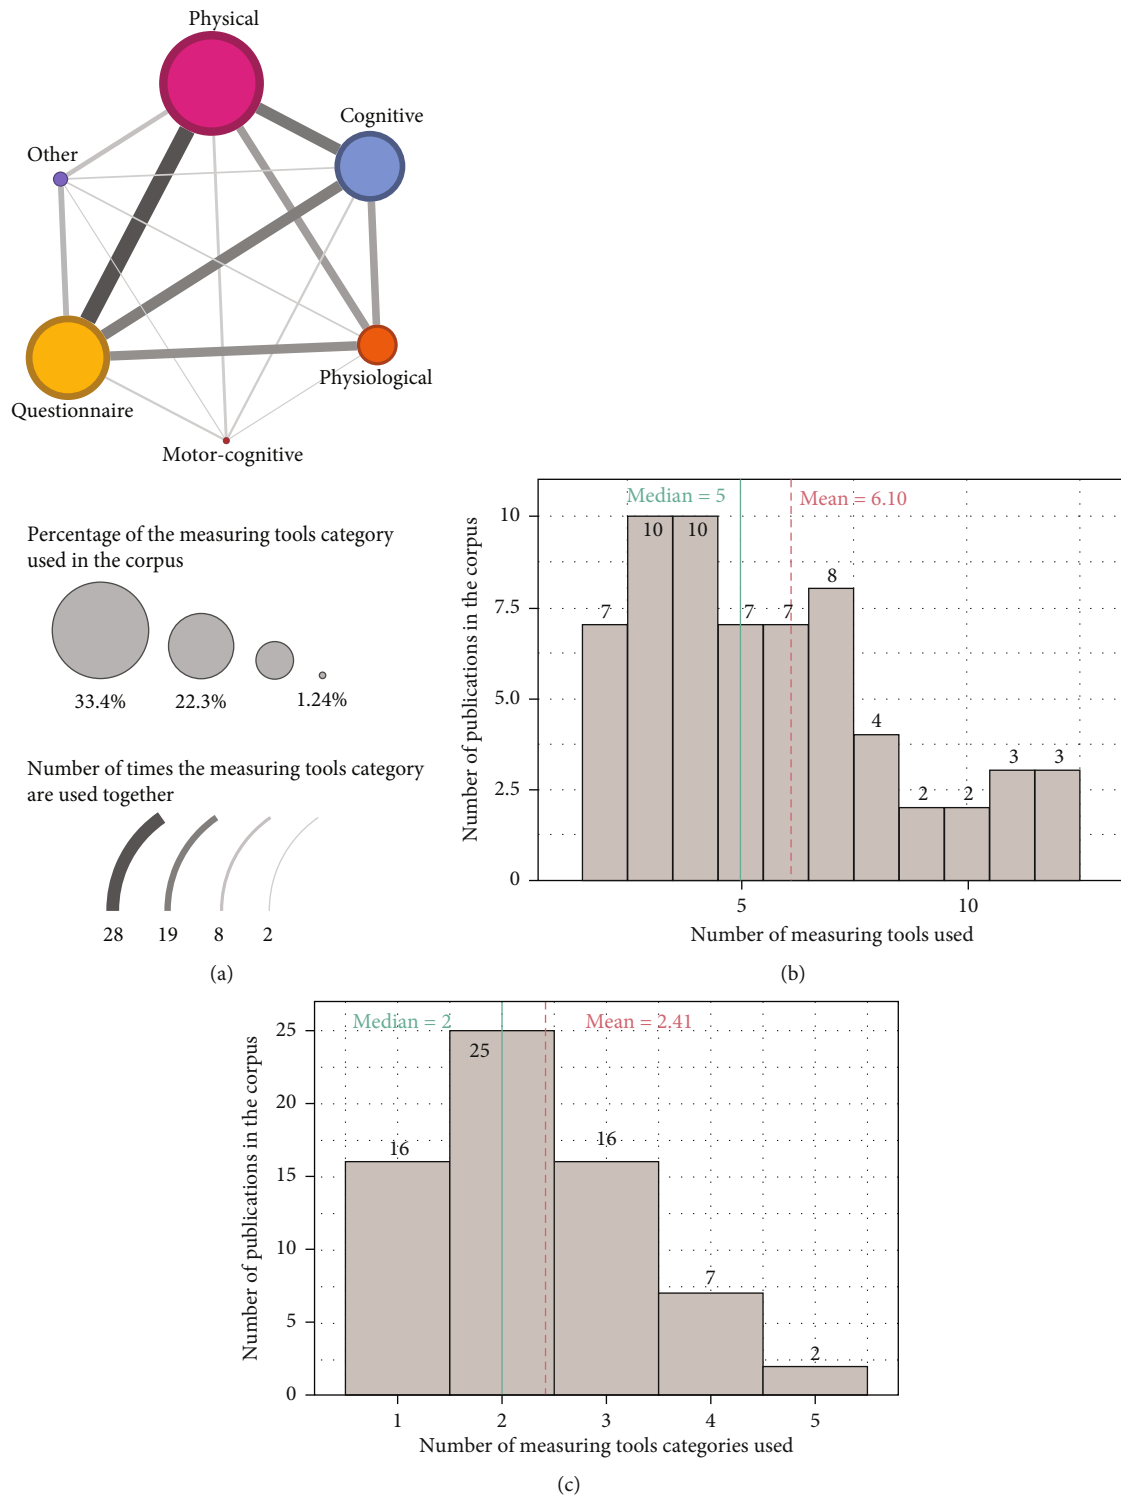 Physical
Cognitive
Other
Physiological
Questionnaire
Motor-cognitive
Percentage of the measuring tools category
used in the corpus
33.4%
22.3%
1.24%
Number of times the measuring tools category
are used together
28
19
8
2
(a)
Number of publications in the corpus
10
7.5
5.0
2.5
0
Median = 5
Mean = 6.10
7
10
10
7
7
8
4
2
2
3
3
5
10
Number of measuring tools used
(b)
Number of publications in the corpus
25
20
15
10
5
0
Median = 2
Mean = 2.41
16
25
16
7
2
1
2
3
4
5
Number of measuring tools categories used
(c)